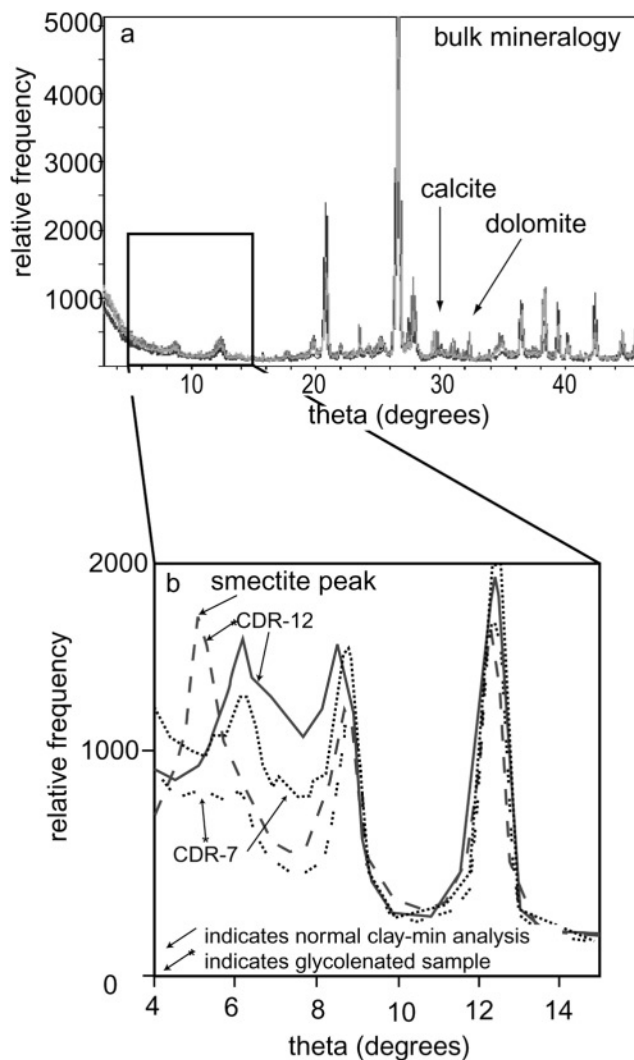 5000
a
bulk mineralogy
4000
3000
calcite
2000
dolomite
1000
relative frequency
10
20
30
40
theta (degrees)
2000
b
smectite peak
*CDR-12
1000
relative frequency
*
CDR-7
indicates normal clay-min analysis
* indicates glycolenated sample
0
4
6
8
10
12
14
theta (degrees)